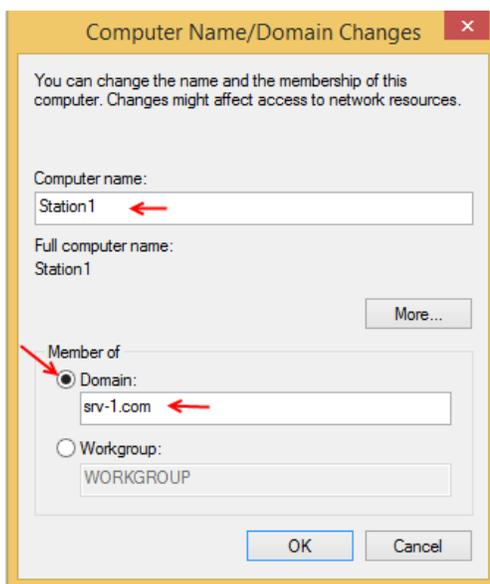 Computer Name/Domain Changes
You can change the name and the membership of this
computer. Changes might affect access to network resources.
Computer name:
Station1
Full computer name:
Station1
More...
Member of
Domain:
srv-1.com
Workgroup:
WORKGROUP
OK Cancel